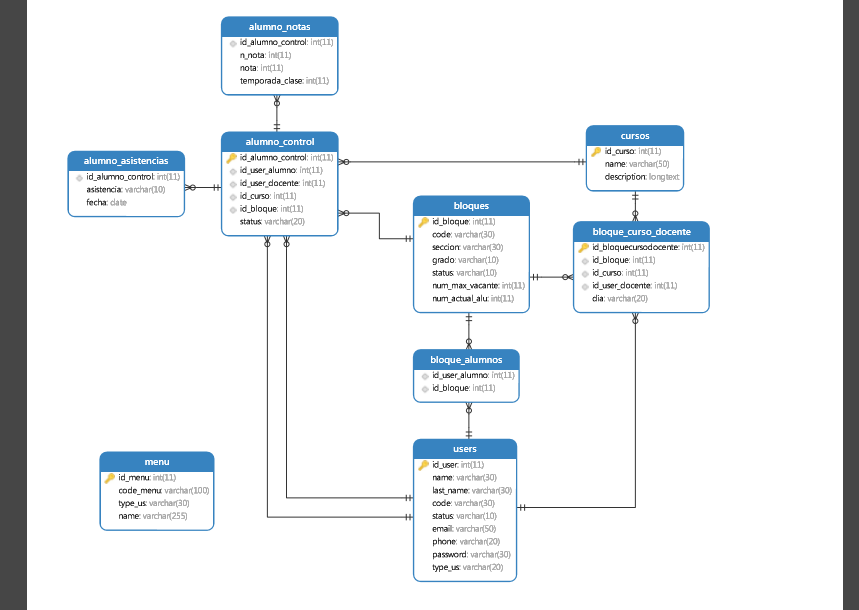 alumno_notas
id_alumno_control: int(11)
n_nota: int(11)
nota: int(11)
temporada_clase: int(11)
alumno_control
id_alumno_control: int(11)
id_user_alumno: int(11)
id_user_docente: int(11)
id_curso: int(11)
id_bloque: int(11)
status: varchar(20)
alumno_asistencias
id_alumno_control: int(11)
asistencia: varchar(10)
fecha: date
cursos
id_curso: int(11)
name: varchar(50)
description: longtext
bloques
id_bloque: int(11)
code: varchar(30)
seccion: varchar(30)
grado: varchar(10)
status: varchar(10)
num_max_vacante: int(11)
num_actual_alu: int(11)
bloque_curso_docente
id_bloquecursodocente: int(11)
id_bloque: int(11)
id_curso: int(11)
id_user_docente: int(11)
dia: varchar(20)
bloque_alumnos
id_user_alumno: int(11)
id_bloque: int(11)
menu
id_menu: int(11)
code_menu: varchar(100)
type_us: varchar(30)
name: varchar(255)
users
id_user: int(11)
name: varchar(30)
last_name: varchar(30)
code: varchar(30)
status: varchar(10)
email: varchar(50)
phone: varchar(20)
password: varchar(30)
type_us: varchar(20)